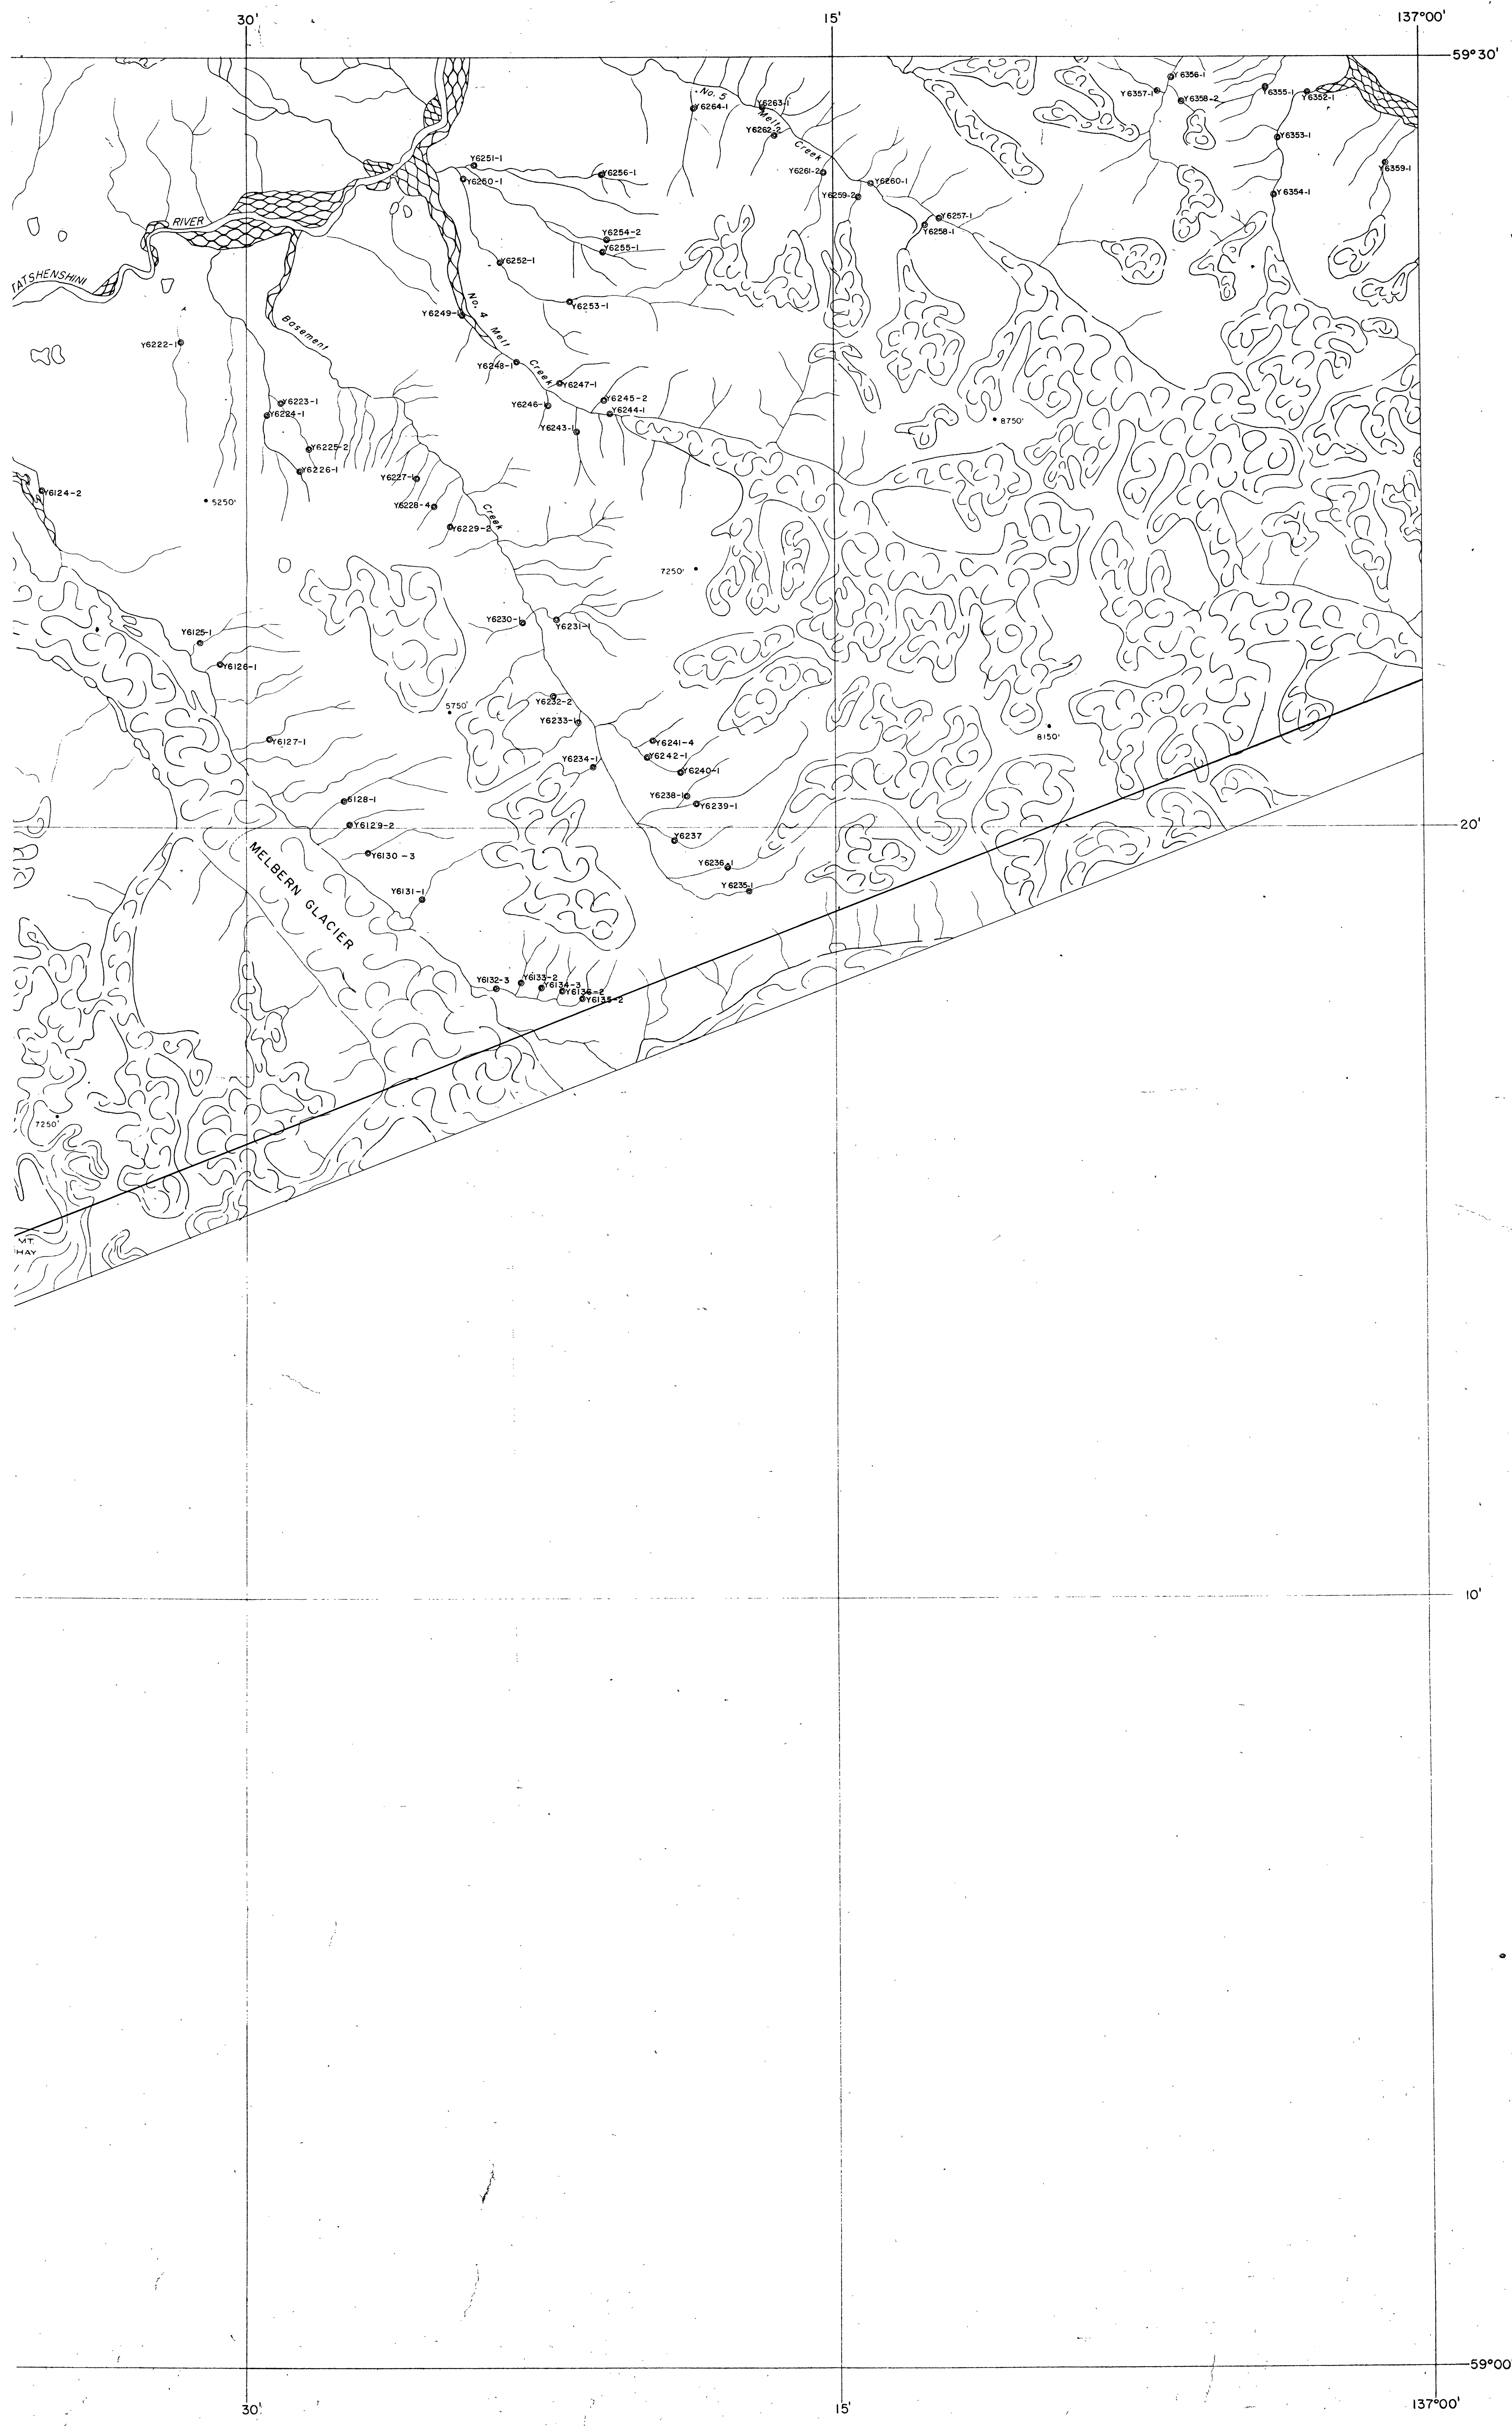 30'
15'
137°00'
59°30'
No. 5
Melt
Creek
Y6264-1
Y6263-1
Y6262-2
Y6356-1
Y6357-1
Y6358-2
Y6355-1
Y6352-1
Y6353-1
Y6359-1
Y6354-1
Y6251-1
Y6250-1
Y6256-1
Y6261-2
Y6260-1
Y6259-2
Y6257-1
Y6258-1
RIVER
TATSHENSHINI
Y6254-2
Y6255-1
Y6252-1
Y6253-1
Y6249-1
No. 4 Melt
Creek
Basement
Y6222-1
Y6248-1
Y6247-1
Y6246-1
Y6245-2
Y6244-1
Y6243-1
Y6223-1
Y6224-1
8750'
Y6225-2
Y6226-1
Y6227-1
Y6124-2
5250'
Y6228-4
Creek
Y6229-2
7250'
Y6230-1
Y6231-1
Y6125-1
Y6126-1
5750'
Y6232-2
Y6233-1
8150'
Y6127-1
Y6241-4
Y6242-1
Y6240-1
Y6234-1
Y6238-1
Y6239-1
6128-1
Y6129-2
20'
Y6237
Y6130-3
Y6236-1
Y6235-1
Y6131-1
MELBERN GLACIER
Y6132-3
Y6133-2
Y6134-3
Y6136-2
Y6135-2
7250'
MT.
HAY
10'
59°00'
30'
15'
137°00'